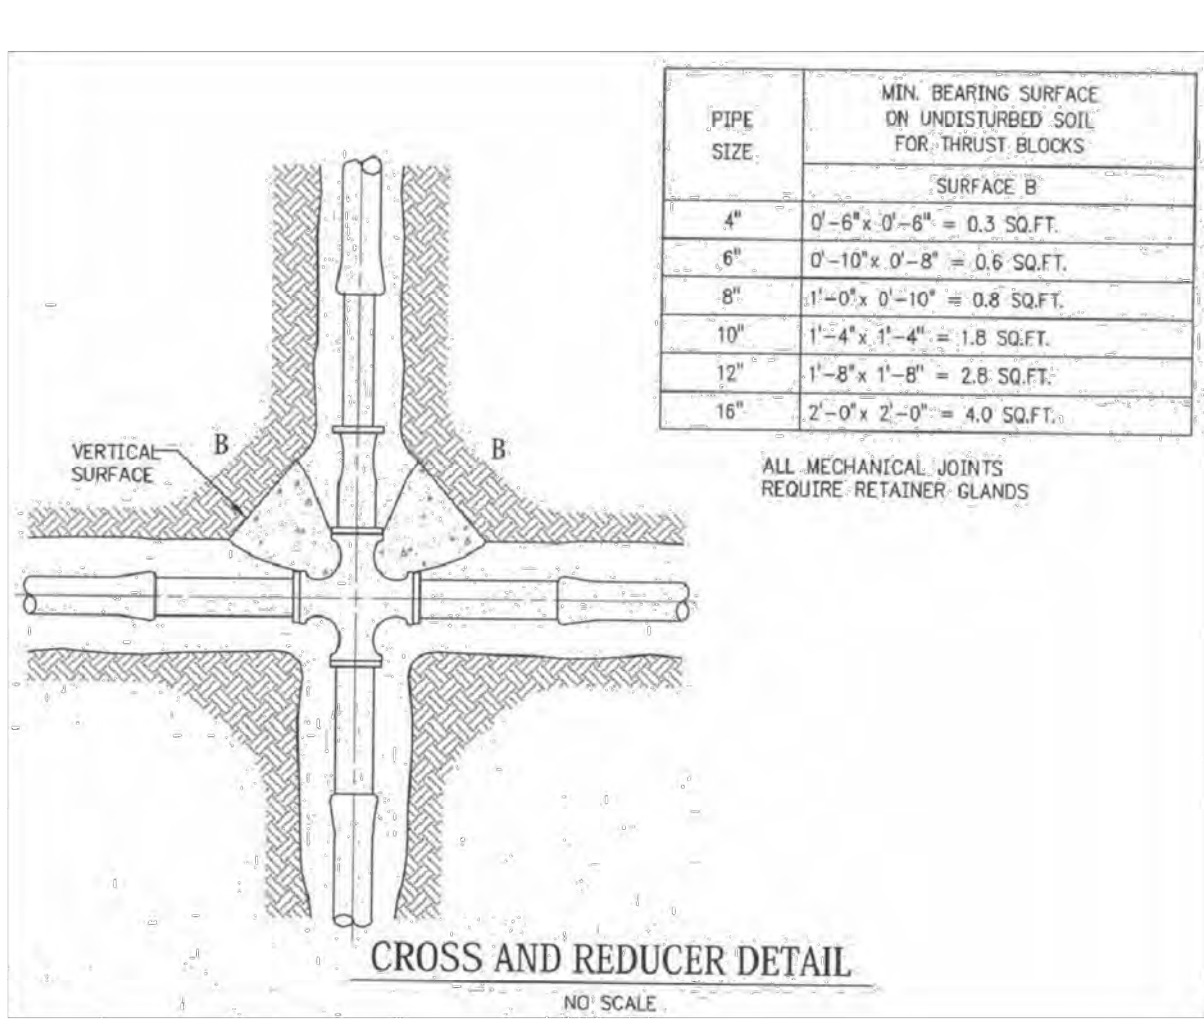 PIPE
SIZE
MIN. BEARING SURFACE
ON UNDISTURBED SOIL
FOR THRUST BLOCKS
SURFACE B
4" 0'-6" x 0'-6" = 0.3 SQ.FT.
6" 0'-10" x 0'-8" = 0.6 SQ.FT.
8" 1'-0" x 0'-10" = 0.8 SQ.FT.
10" 1'-4" x 1'-4" = 1.8 SQ.FT.
12" 1'-8" x 1'-8" = 2.8 SQ.FT.
16" 2'-0" x 2'-0" = 4.0 SQ.FT.
ALL MECHANICAL JOINTS
REQUIRE RETAINER GLANDS
VERTICAL
SURFACE
B
B
CROSS AND REDUCER DETAIL
NO SCALE